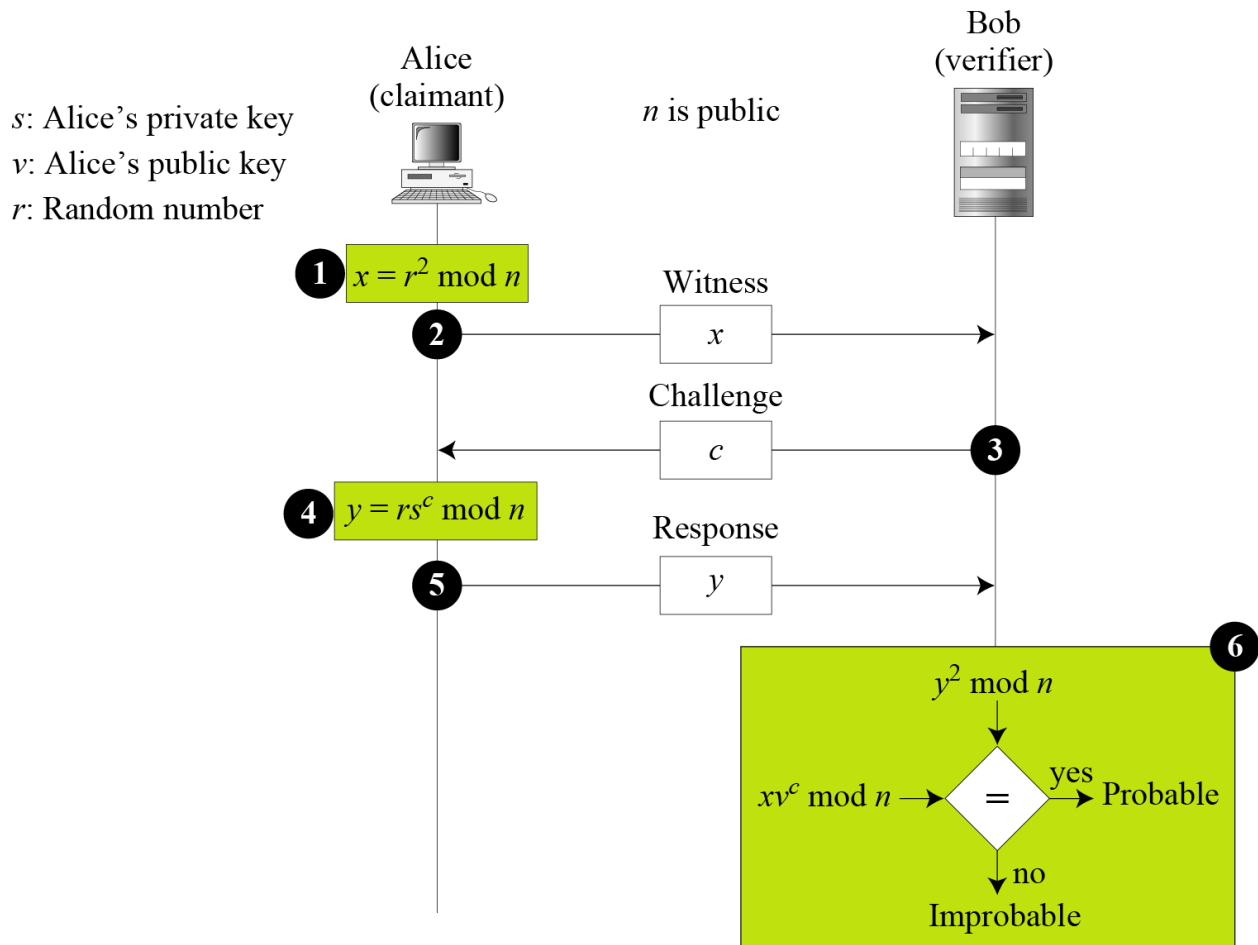 Alice
(claimant)
Bob
(verifier)
n is public
s: Alice’s private key
v: Alice’s public key
r: Random number
1
x = r² mod n
Witness
2
x
Challenge
c
3
4
y = rsᶜ mod n
Response
5
y
6
y² mod n
xvᶜ mod n
=
yes
Probable
no
Improbable